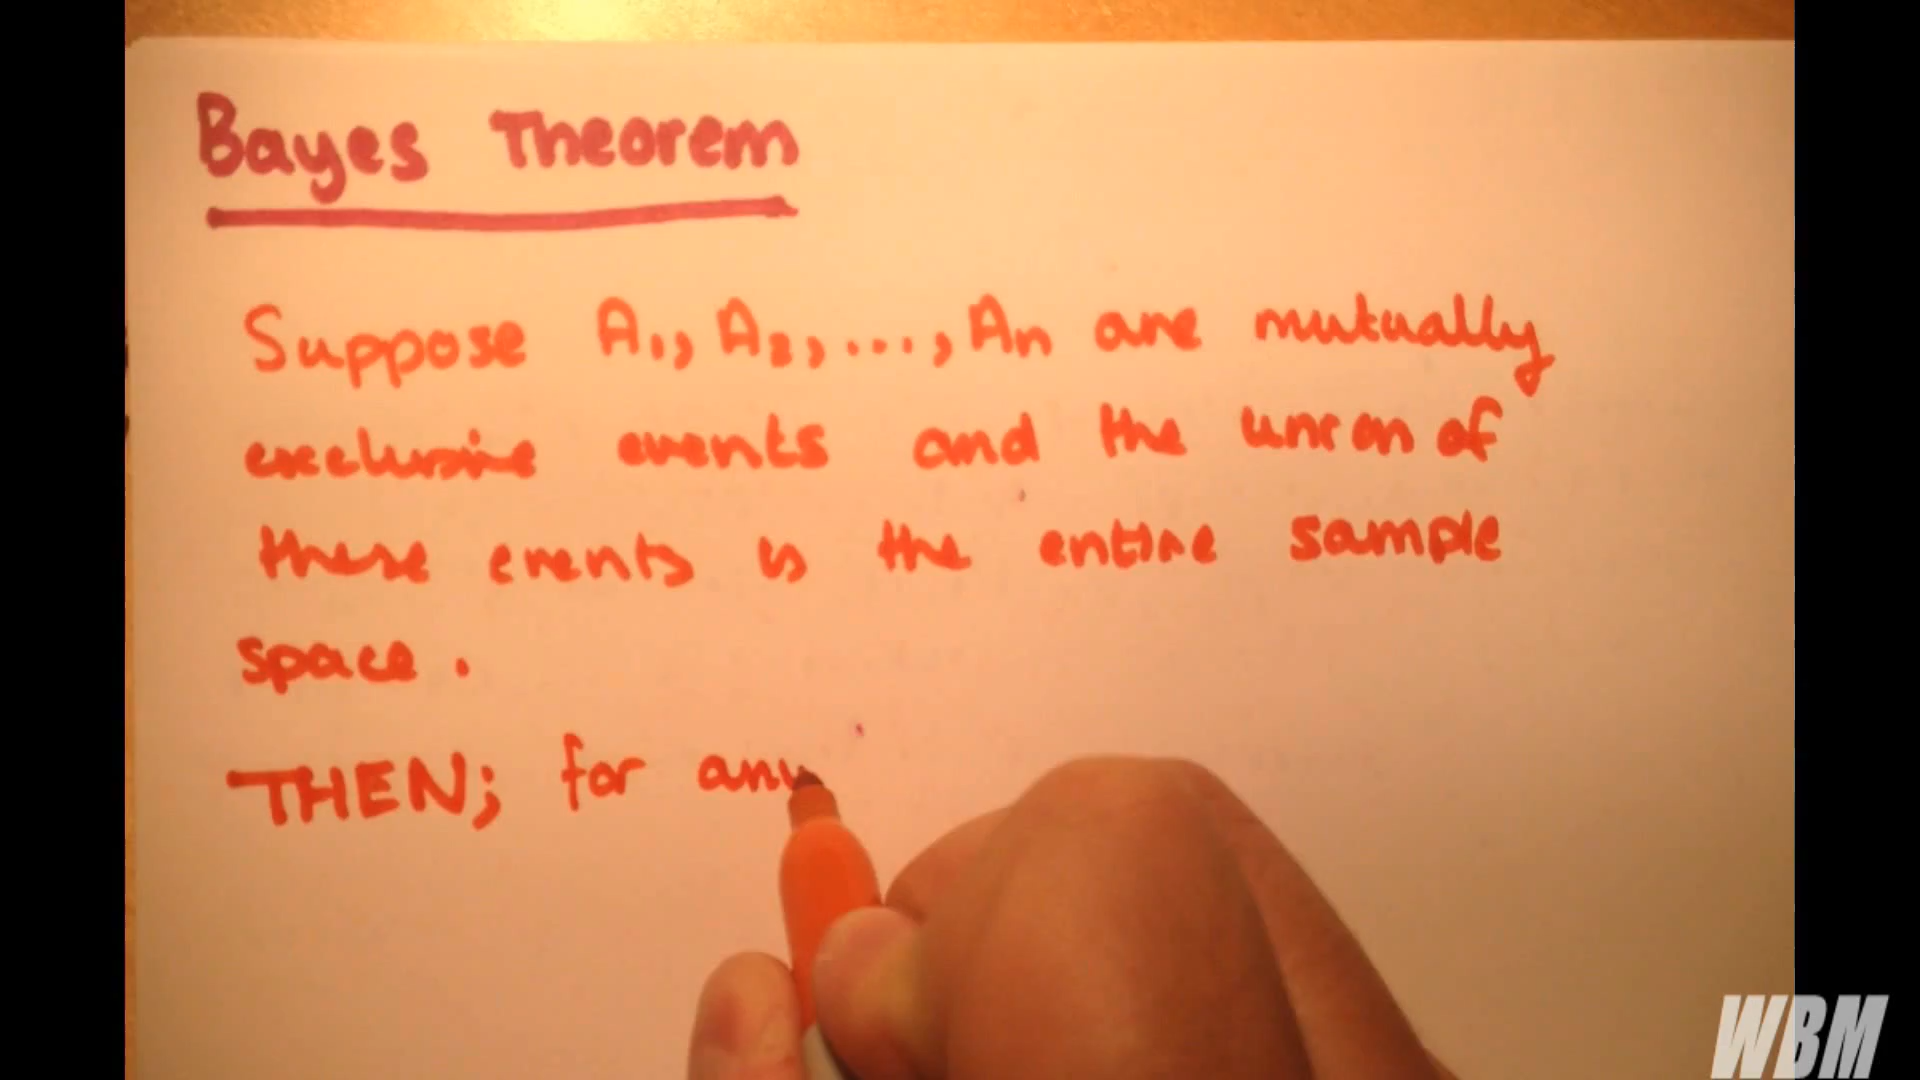 Bayes Theorem
Suppose A₁, A₂, ..., An are mutually
exclusive events and the union of
these events is the entire sample
space.
THEN; for any
WBM